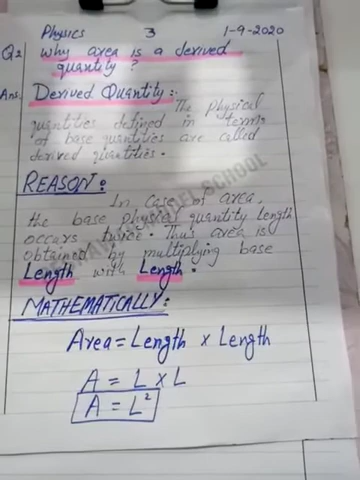 Physics 3 1-9-2020
Q2 Why area is a derived
quantity ?
Ans: Derived Quantity :-
The physical
quantities defined in terms
of base quantities are called
derived quantities.
REASON:
In case of area,
the base physical quantity length
occurs twice. Thus area is
obtained by multiplying base
Length with Length.
MATHEMATICALLY:
Area = Length x Length
A = L x L
A = L²